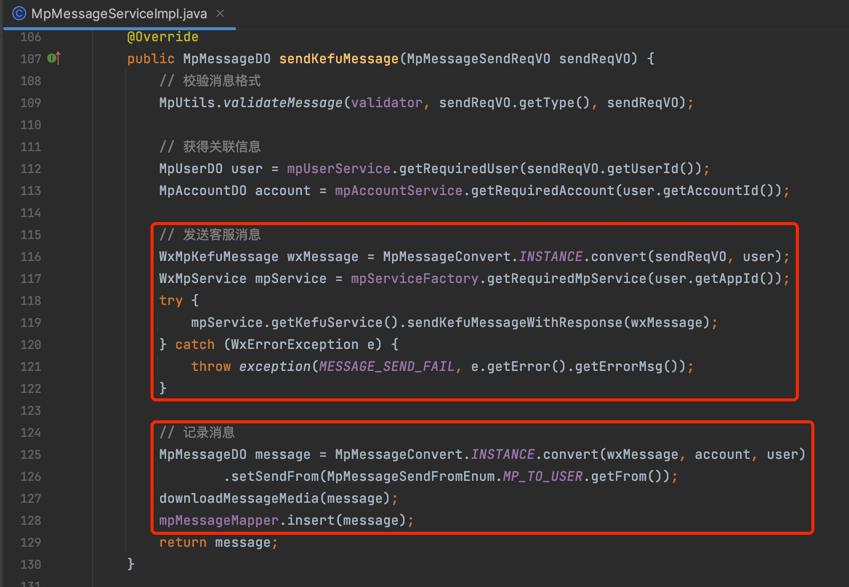 MpMessageServiceImpl.java
106 @Override
107 public MpMessageDO sendKefuMessage(MpMessageSendReqVO sendReqVO) {
108 // 校验消息格式
109 MpUtils.validateMessage(validator, sendReqVO.getType(), sendReqVO);
110
111 // 获得关联信息
112 MpUserDO user = mpUserService.getRequiredUser(sendReqVO.getUserId());
113 MpAccountDO account = mpAccountService.getRequiredAccount(user.getAccountId());
114
115 // 发送客服消息
116 WxMpKefuMessage wxMessage = MpMessageConvert.INSTANCE.convert(sendReqVO, user);
117 WxMpService mpService = mpServiceFactory.getRequiredMpService(user.getAppId());
118 try {
119 mpService.getKefuService().sendKefuMessageWithResponse(wxMessage);
120 } catch (WxErrorException e) {
121 throw exception(MESSAGE_SEND_FAIL, e.getError().getErrorMsg());
122 }
123
124 // 记录消息
125 MpMessageDO message = MpMessageConvert.INSTANCE.convert(wxMessage, account, user)
126 .setSendFrom(MpMessageSendFromEnum.MP_TO_USER.getFrom());
127 downloadMessageMedia(message);
128 mpMessageMapper.insert(message);
129 return message;
130 }
131